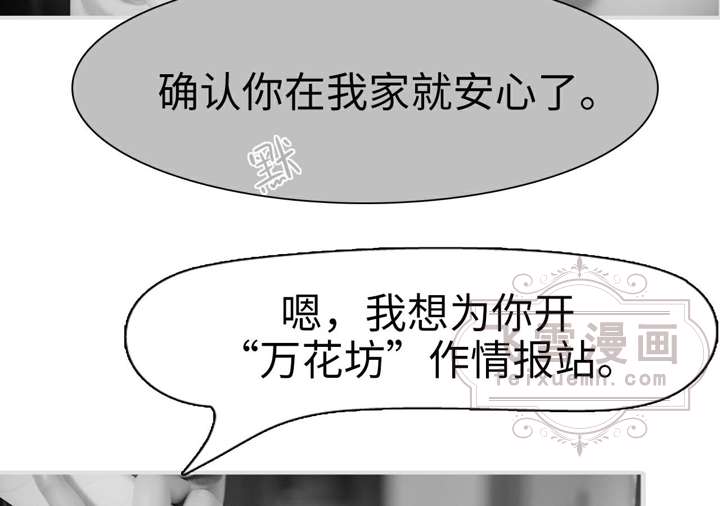 确认你在我家就安心了。
默
嗯，我想为你开
“万花坊”作情报站。
飞雪漫画
feixuemh.com